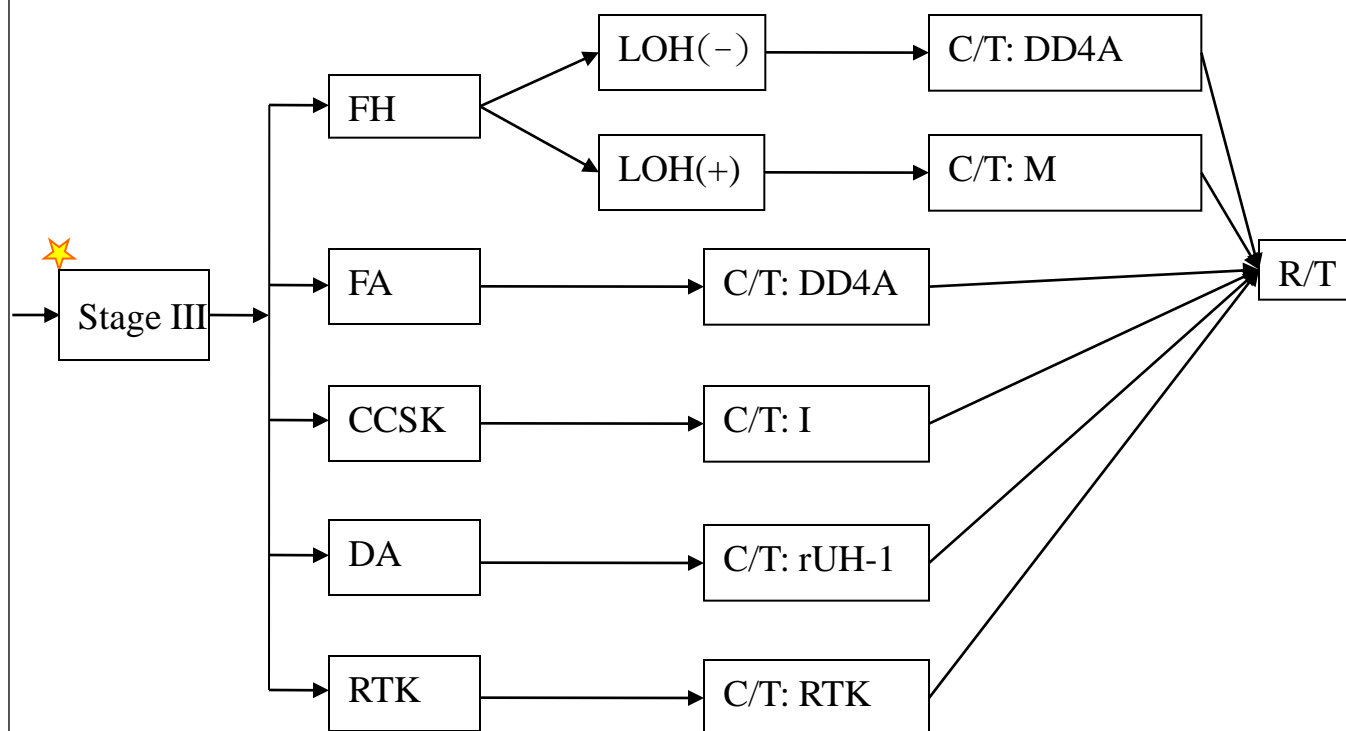 LOH(-)
C/T: DD4A
FH
LOH(+)
C/T: M
Stage III
FA
C/T: DD4A
R/T
CCSK
C/T: I
DA
C/T: rUH-1
RTK
C/T: RTK